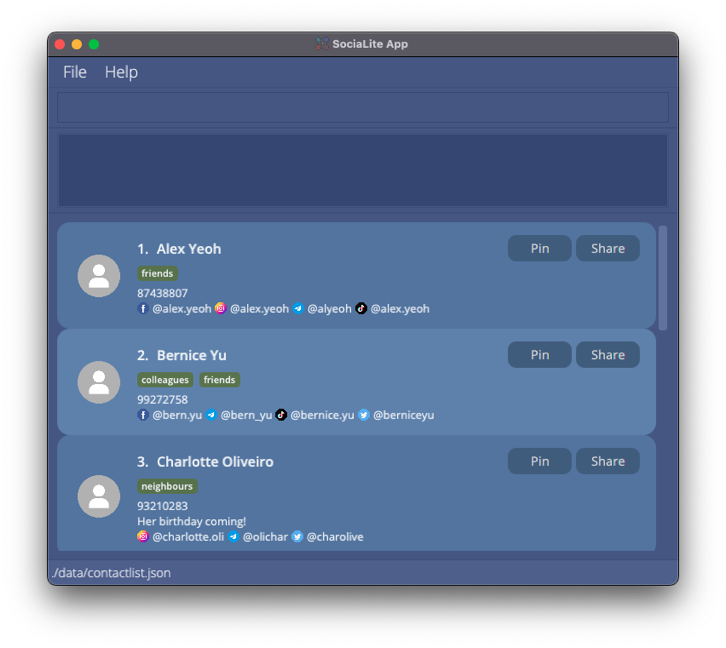 SociaLite App
File Help
1. Alex Yeoh Pin Share
friends
87438807
@alex.yeoh @alex.yeoh @alyeoh @alex.yeoh
2. Bernice Yu Pin Share
colleagues friends
99272758
@bern.yu @bern_yu @bernice.yu @berniceyu
3. Charlotte Oliveiro Pin Share
neighbours
93210283
Her birthday coming!
@charlotte.oli @olichar @charolive
./data/contactlist.json